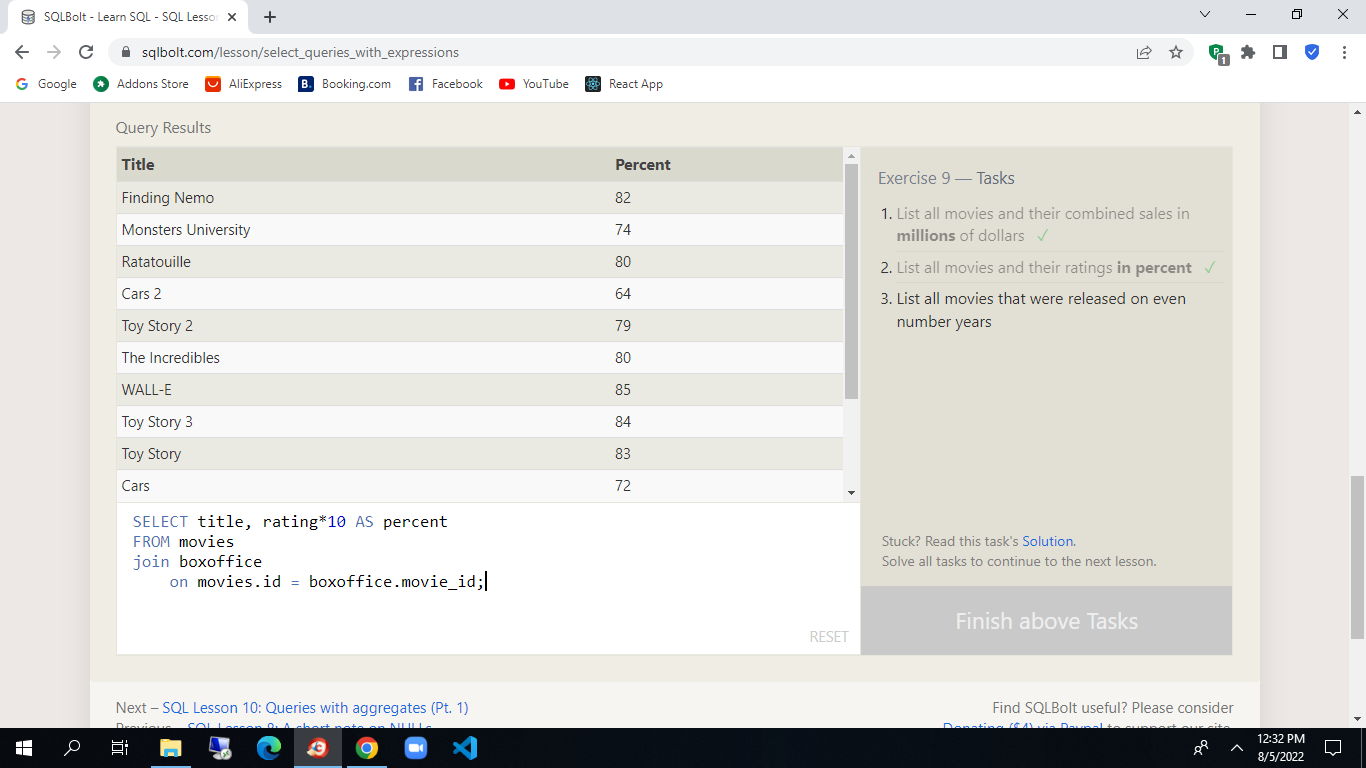 SQLBolt - Learn SQL - SQL Lesson
sqlbolt.com/lesson/select_queries_with_expressions
1
Google
Addons Store
AliExpress
B. Booking.com
Facebook
YouTube
React App
Query Results
Title Percent
Finding Nemo 82
Monsters University 74
Ratatouille 80
Cars 2 64
Toy Story 2 79
The Incredibles 80
WALL-E 85
Toy Story 3 84
Toy Story 83
Cars 72
SELECT title, rating*10 AS percent
FROM movies
join boxoffice
on movies.id = boxoffice.movie_id;
RESET
Exercise 9 — Tasks
1. List all movies and their combined sales in
millions of dollars ✓
2. List all movies and their ratings in percent ✓
3. List all movies that were released on even
number years
Stuck? Read this task's Solution.
Solve all tasks to continue to the next lesson.
Finish above Tasks
Next – SQL Lesson 10: Queries with aggregates (Pt. 1)
Previous – SQL Lesson 8: A short note on NULLs
Find SQLBolt useful? Please consider
Donating ($4) via Paypal to support our site.
12:32 PM
8/5/2022